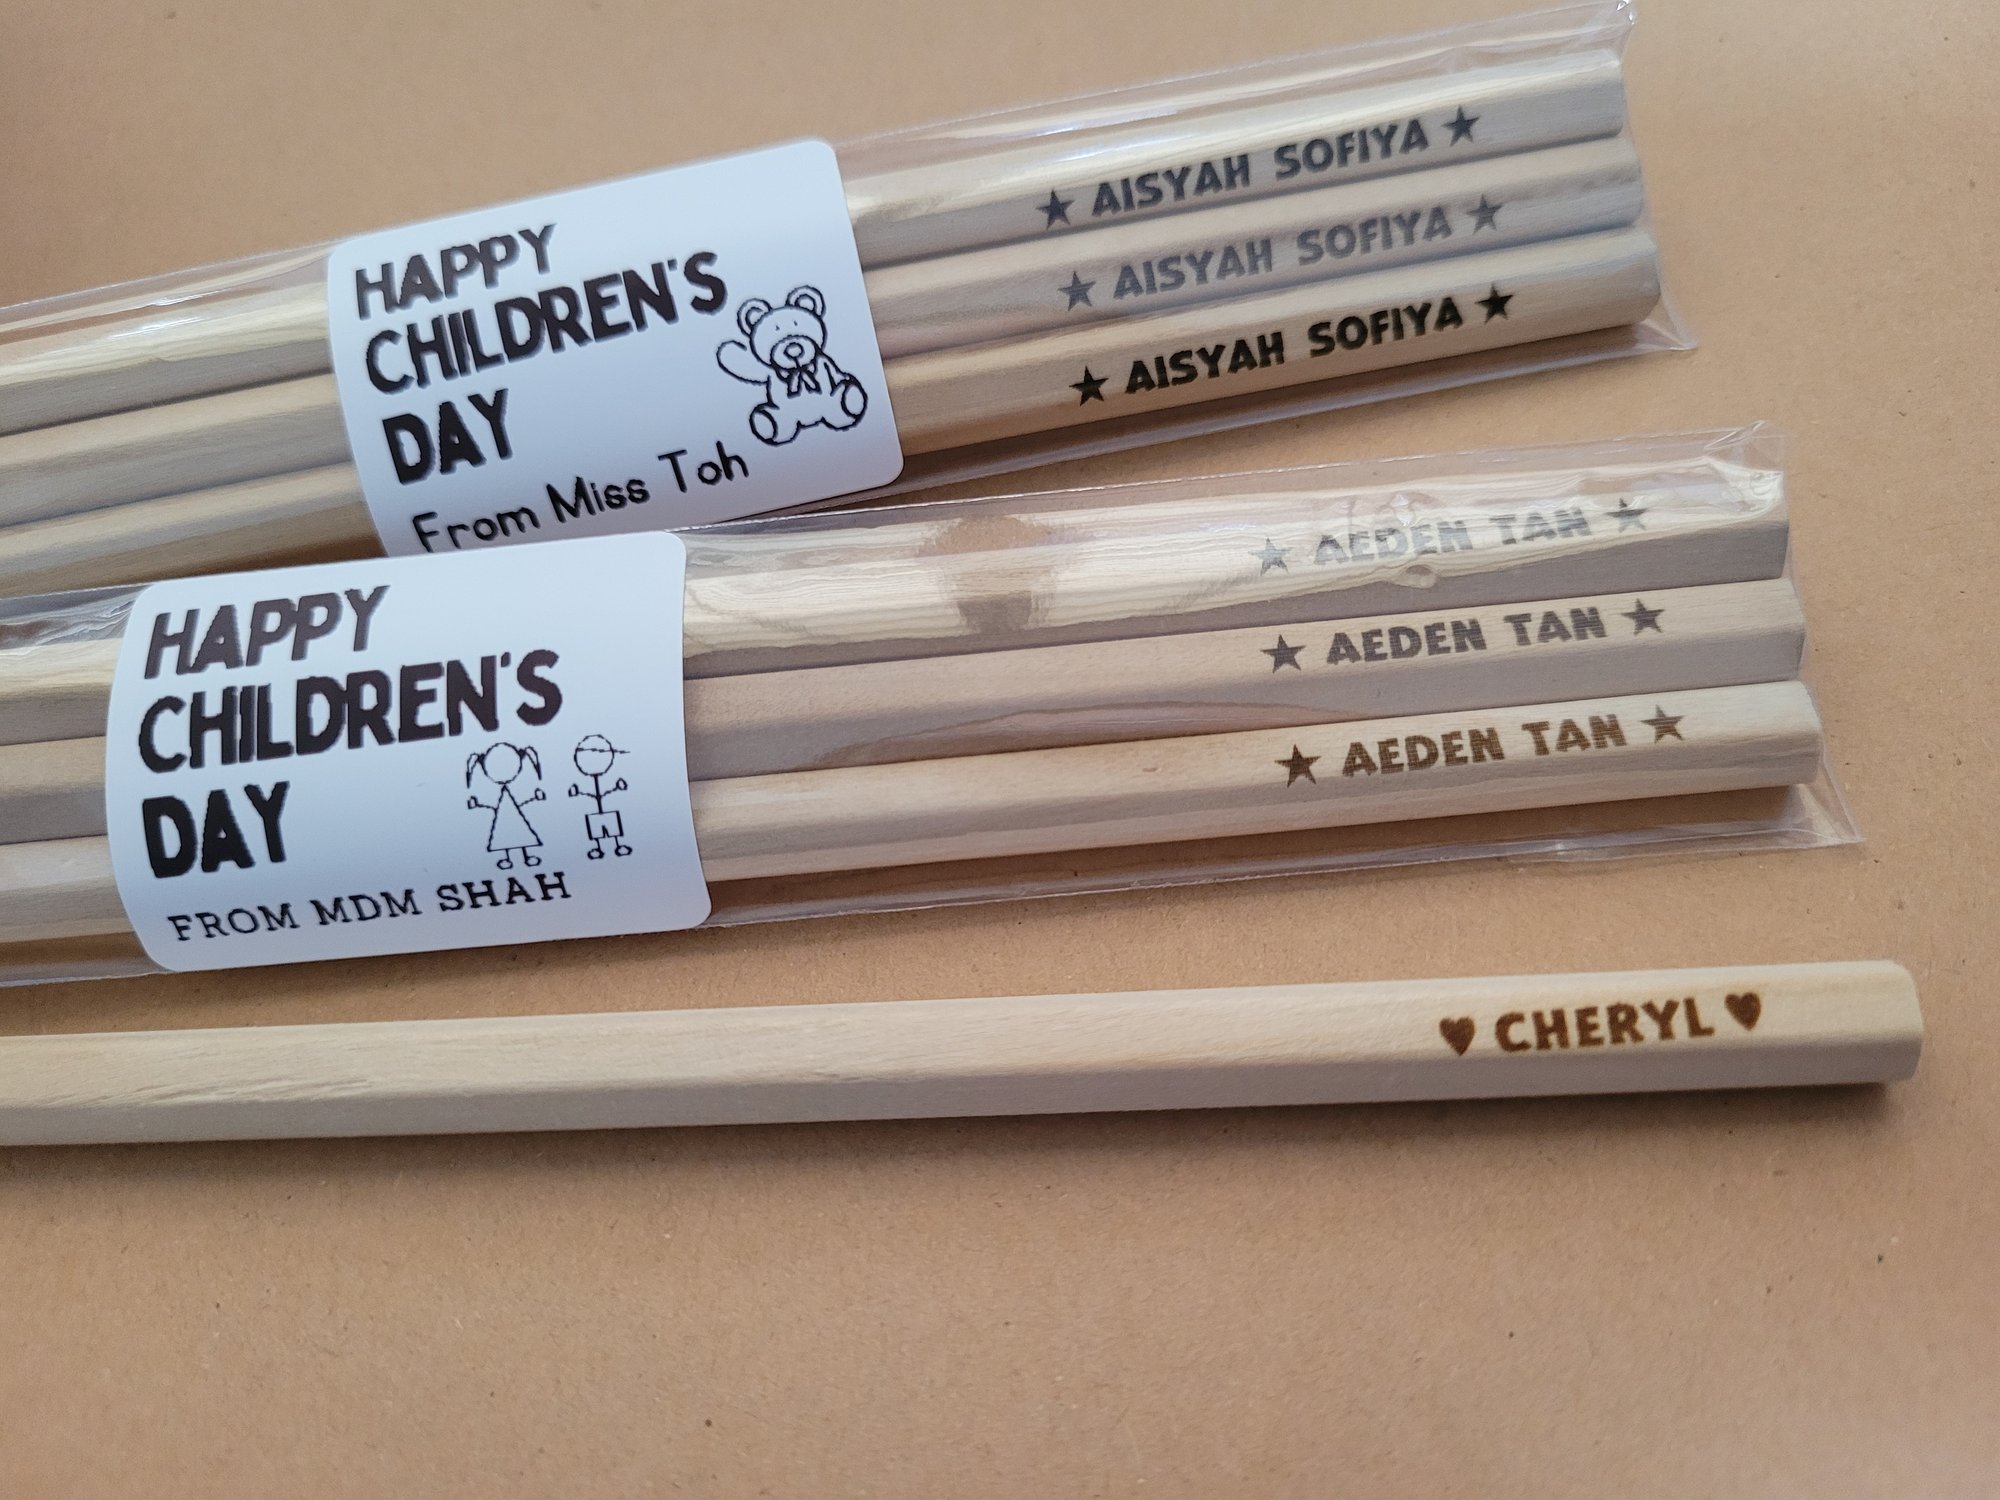 HAPPY
CHILDREN'S
DAY
From Miss Toh
★ AISYAH SOFIYA ★
★ AISYAH SOFIYA ★
★ AISYAH SOFIYA ★
HAPPY
CHILDREN'S
DAY
FROM MDM SHAH
★ AEDEN TAN ★
★ AEDEN TAN ★
★ AEDEN TAN ★
♥ CHERYL ♥